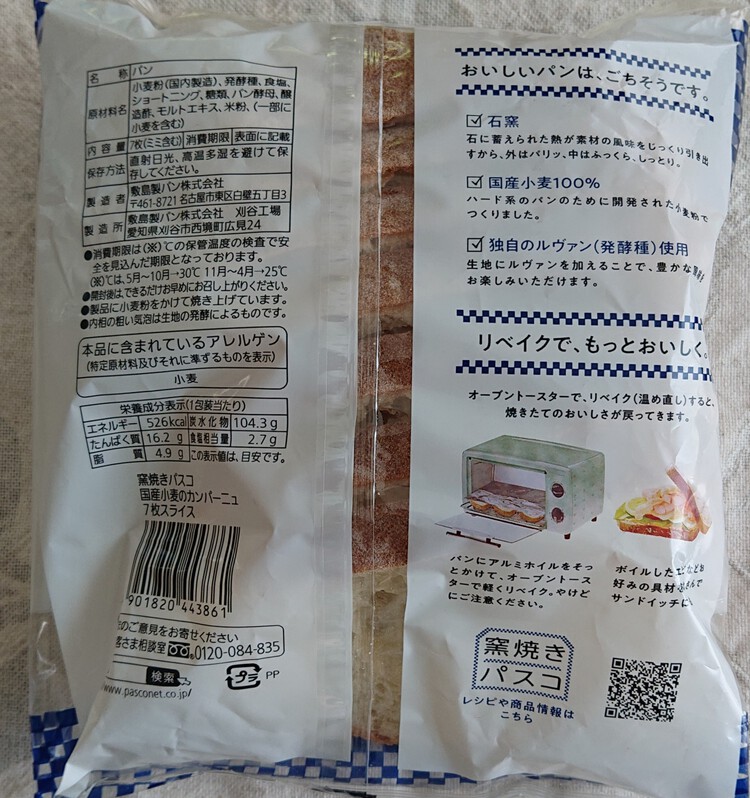 名 称 パン
原材料名 小麦粉(国内製造)、発酵種、食塩、
ショートニング、糖類、パン酵母、醸
造酢、モルトエキス、米粉、(一部に
小麦を含む)
内容量 7枚(ミミ含む) 消費期限 表面に記載
保存方法 直射日光、高温多湿を避けて保
存してください。
製造者 敷島製パン株式会社
〒461-8721 名古屋市東区白壁五丁目3
製造所 敷島製パン株式会社 刈谷工場
愛知県刈谷市西境町広見24
●消費期限は(※)での保管温度の検査で安
全を見込んだ期限となっております。
(※)では、5月~10月→30℃ 11月~4月→25℃
●開封後は、できるだけお早めにお召し上がりください。
●製品に小麦粉をかけて焼き上げています。
●内相の粗い気泡は生地の発酵によるものです。
本品に含まれているアレルゲン
(特定原材料及びそれに準ずるものを表示)
小麦
栄養成分表示(1包装当たり)
エネルギー 526kcal 炭水化物 104.3g
たんぱく質 16.2g 食塩相当量 2.7g
脂質 4.9g この表示値は、目安です。
窯焼きパスコ
国産小麦のカンパーニュ
7枚スライス
901820 443861
のご意見をお寄せください
客さま相談室 0120-084-835
検索
www.pasconet.co.jp/
プラ PP
おいしいパンは、ごちそうです。
石窯
石に蓄えられた熱が素材の風味をじっくり引き出
すから、外はパリッ、中はふっくら、しっとり。
国産小麦100%
ハード系のパンのために開発された小麦粉で
つくりました。
独自のルヴァン(発酵種)使用
生地にルヴァンを加えることで、豊かな
お楽しみいただけます。
リベイクで、もっとおいしく。
オーブントースターで、リベイク(温め直し)すると、
焼きたてのおいしさが戻ってきます。
パンにアルミホイルをそっ
とかけて、オーブントース
ターで軽くリベイク。やけど
にご注意ください。
ボイルした
好みの具材
サンドイッチに
窯焼き
パスコ
レシピや商品情報は
こちら